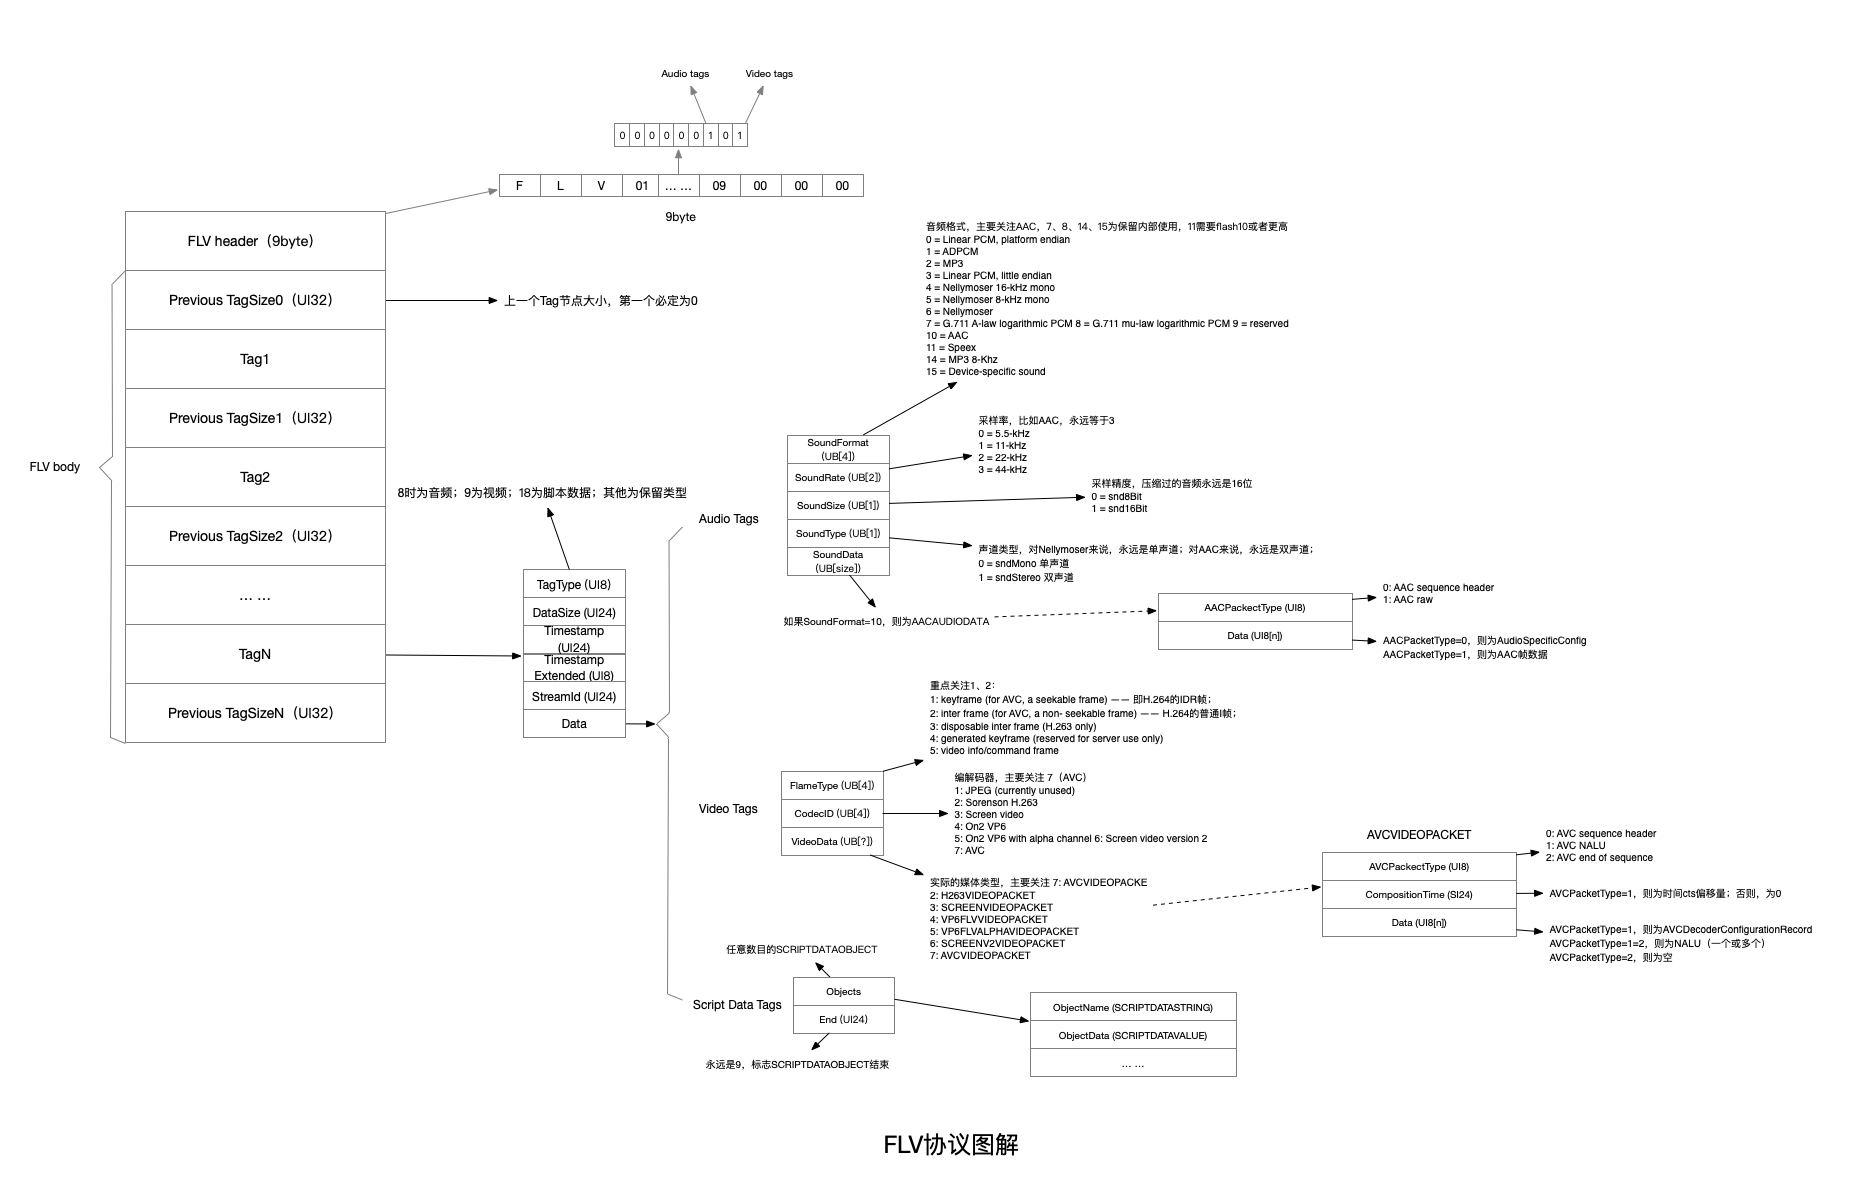 Audio tags
Video tags
0 0 0 0 0 0 1 0 1
F L V 01 … … 09 00 00 00
9byte
FLV header（9byte）
Previous TagSize0（UI32）
上一个Tag节点大小，第一个必定为0
Tag1
Previous TagSize1（UI32）
Tag2
Previous TagSize2（UI32）
… …
TagN
Previous TagSizeN（UI32）
FLV body
8时为音频；9为视频；18为脚本数据；其他为保留类型
TagType (UI8)
DataSize (UI24)
Timestamp
(UI24)
Timestamp
Extended (UI8)
StreamId (UI24)
Data
Audio Tags
音频格式，主要关注AAC，7、8、14、15为保留内部使用，11需要flash10或者更高
0 = Linear PCM, platform endian
1 = ADPCM
2 = MP3
3 = Linear PCM, little endian
4 = Nellymoser 16-kHz mono
5 = Nellymoser 8-kHz mono
6 = Nellymoser
7 = G.711 A-law logarithmic PCM 8 = G.711 mu-law logarithmic PCM 9 = reserved
10 = AAC
11 = Speex
14 = MP3 8-Khz
15 = Device-specific sound
SoundFormat
(UB[4])
SoundRate (UB[2])
SoundSize (UB[1])
SoundType (UB[1])
SoundData
(UB[size])
采样率，比如AAC，永远等于3
0 = 5.5-kHz
1 = 11-kHz
2 = 22-kHz
3 = 44-kHz
采样精度，压缩过的音频永远是16位
0 = snd8Bit
1 = snd16Bit
声道类型，对Nellymoser来说，永远是单声道；对AAC来说，永远是双声道；
0 = sndMono 单声道
1 = sndStereo 双声道
如果SoundFormat=10，则为AACAUDIODATA
AACPackectType (UI8)
Data (UI8[n])
0: AAC sequence header
1: AAC raw
AACPacketType=0，则为AudioSpecificConfig
AACPacketType=1，则为AAC帧数据
Video Tags
重点关注1、2：
1: keyframe (for AVC, a seekable frame) —— 即H.264的IDR帧；
2: inter frame (for AVC, a non- seekable frame) —— H.264的普通I帧；
3: disposable inter frame (H.263 only)
4: generated keyframe (reserved for server use only)
5: video info/command frame
FlameType (UB[4])
CodecID (UB[4])
VideoData (UB[?])
编解码器，主要关注 7（AVC）
1: JPEG (currently unused)
2: Sorenson H.263
3: Screen video
4: On2 VP6
5: On2 VP6 with alpha channel 6: Screen video version 2
7: AVC
实际的媒体类型，主要关注 7: AVCVIDEOPACKE
2: H263VIDEOPACKET
3: SCREENVIDEOPACKET
4: VP6FLVVIDEOPACKET
5: VP6FLVALPHAVIDEOPACKET
6: SCREENV2VIDEOPACKET
7: AVCVIDEOPACKET
AVCVIDEOPACKET
AVCPackectType (UI8)
CompositionTime (SI24)
Data (UI8[n])
0: AVC sequence header
1: AVC NALU
2: AVC end of sequence
AVCPacketType=1，则为时间cts偏移量；否则，为0
AVCPacketType=1，则为AVCDecoderConfigurationRecord
AVCPacketType=1=2，则为NALU（一个或多个）
AVCPacketType=2，则为空
Script Data Tags
任意数目的SCRIPTDATAOBJECT
Objects
End (UI24)
永远是9，标志SCRIPTDATAOBJECT结束
ObjectName (SCRIPTDATASTRING)
ObjectData (SCRIPTDATAVALUE)
… …
FLV协议图解